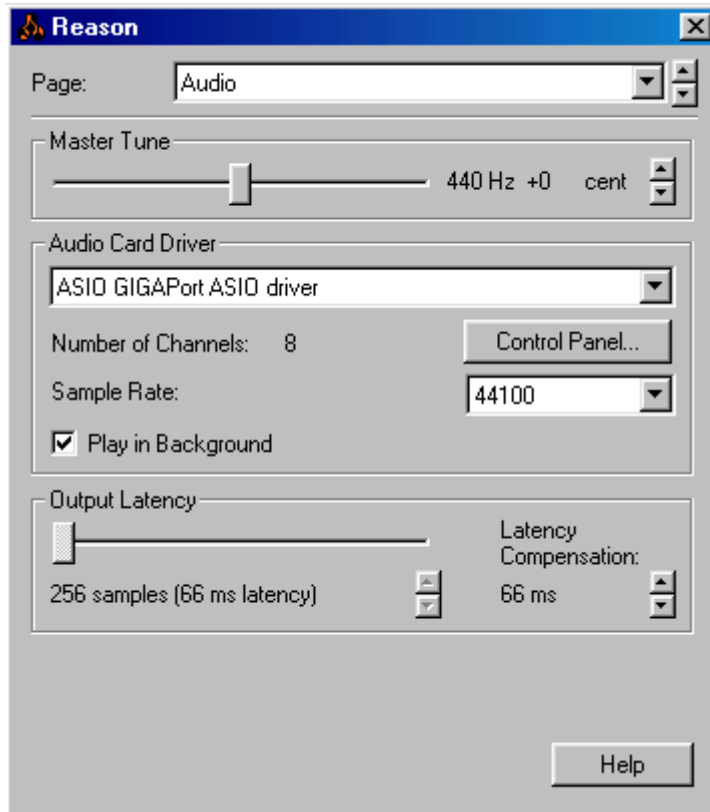 Reason
Page: Audio
Master Tune
440 Hz +0 cent
Audio Card Driver
ASIO GIGAPort ASIO driver
Number of Channels: 8 Control Panel...
Sample Rate: 44100
Play in Background
Output Latency
Latency
Compensation:
256 samples (66 ms latency) 66 ms
Help